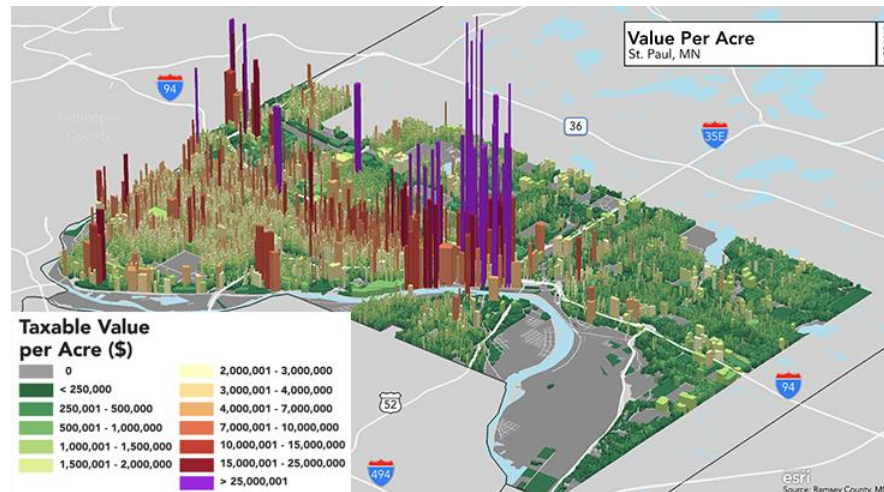 Value Per Acre
St. Paul, MN
94
Hennepin
County
36
35E
Taxable Value
per Acre ($)
0
< 250,000
250,001 - 500,000
500,001 - 1,000,000
1,000,001 - 1,500,000
1,500,001 - 2,000,000
2,000,001 - 3,000,000
3,000,001 - 4,000,000
4,000,001 - 7,000,000
7,000,001 - 10,000,000
10,000,001 - 15,000,000
15,000,001 - 25,000,000
> 25,000,001
52
94
494
esri
Source: Ramsey County, MN